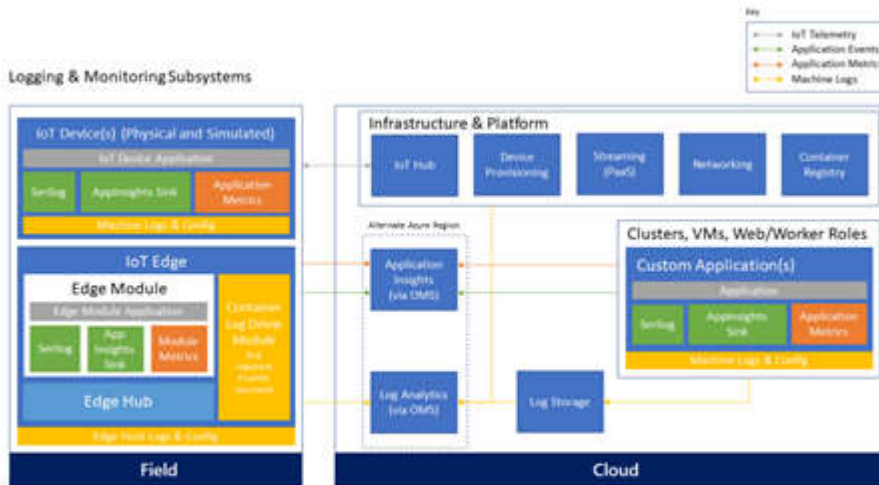 Key
IoT Telemetry
Application Events
Application Metrics
Machine Logs
Logging & Monitoring Subsystems
IoT Device(s) (Physical and Simulated)
IoT Device Application
Serilog
AppInsights Sink
Application
Metrics
Machine Logs & Config
IoT Edge
Edge Module
Edge Module Application
Serilog
App
Insights
Sink
Module
Metrics
Container
Log Driver
Module
Edge Hub
Edge Host Logs & Config
Field
Infrastructure & Platform
IoT Hub
Device
Provisioning
Streaming
(PaaS)
Networking
Container
Registry
Alternate Azure Region
Application
Insights
(via OMS)
Log Analytics
(via OMS)
Log Storage
Clusters, VMs, Web/Worker Roles
Custom Application(s)
Application
Serilog
AppInsights
Sink
Application
Metrics
Machine Logs & Config
Cloud